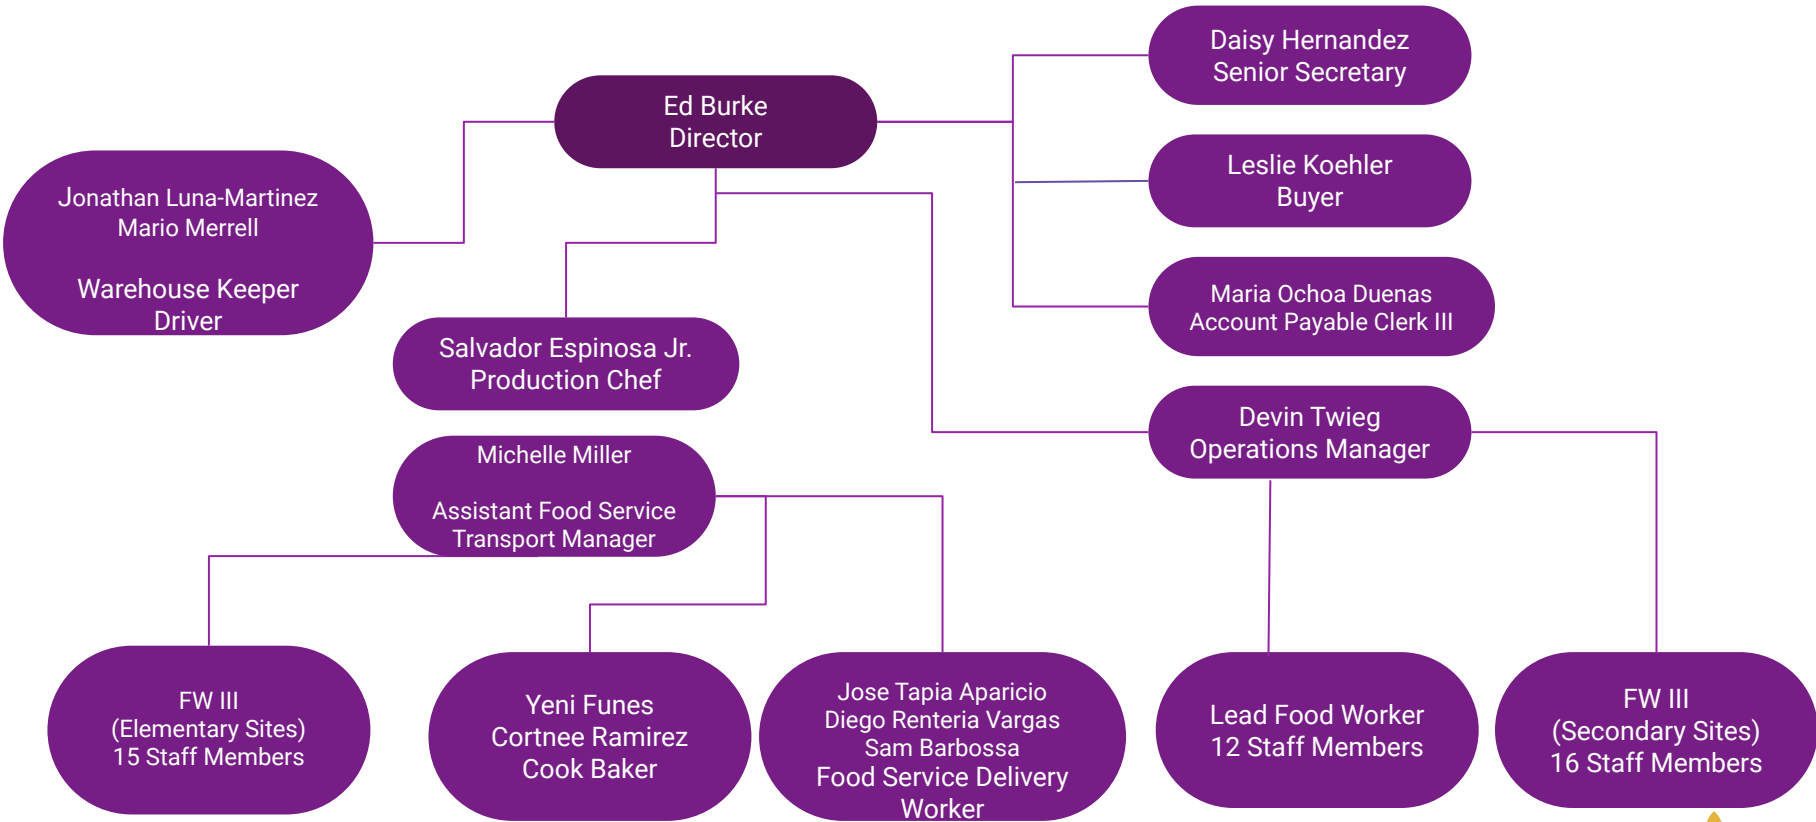 Ed Burke
Director
Daisy Hernandez
Senior Secretary
Leslie Koehler
Buyer
Jonathan Luna-Martinez
Mario Merrell
Warehouse Keeper
Driver
Maria Ochoa Duenas
Account Payable Clerk III
Salvador Espinosa Jr.
Production Chef
Devin Twieg
Operations Manager
Michelle Miller
Assistant Food Service
Transport Manager
FW III
(Elementary Sites)
15 Staff Members
Yeni Funes
Cortnee Ramirez
Cook Baker
Jose Tapia Aparicio
Diego Renteria Vargas
Sam Barbossa
Food Service Delivery
Worker
Lead Food Worker
12 Staff Members
FW III
(Secondary Sites)
16 Staff Members